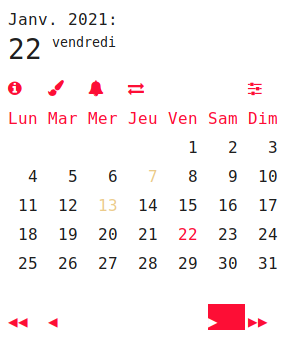 Janv. 2021:
22 vendredi
Lun Mar Mer Jeu Ven Sam Dim
1 2 3
4 5 6 7 8 9 10
11 12 13 14 15 16 17
18 19 20 21 22 23 24
25 26 27 28 29 30 31